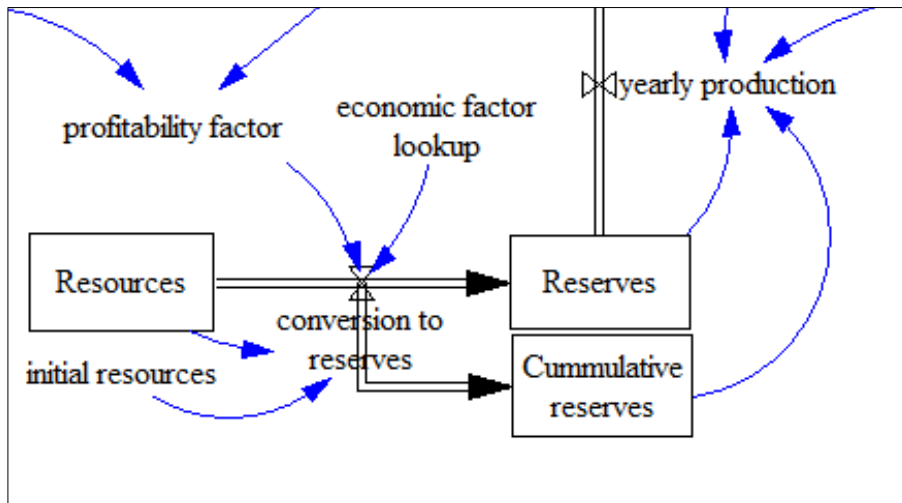 yearly production
economic factor
lookup
profitability factor
Resources
Reserves
conversion to
reserves
initial resources
Cummulative
reserves